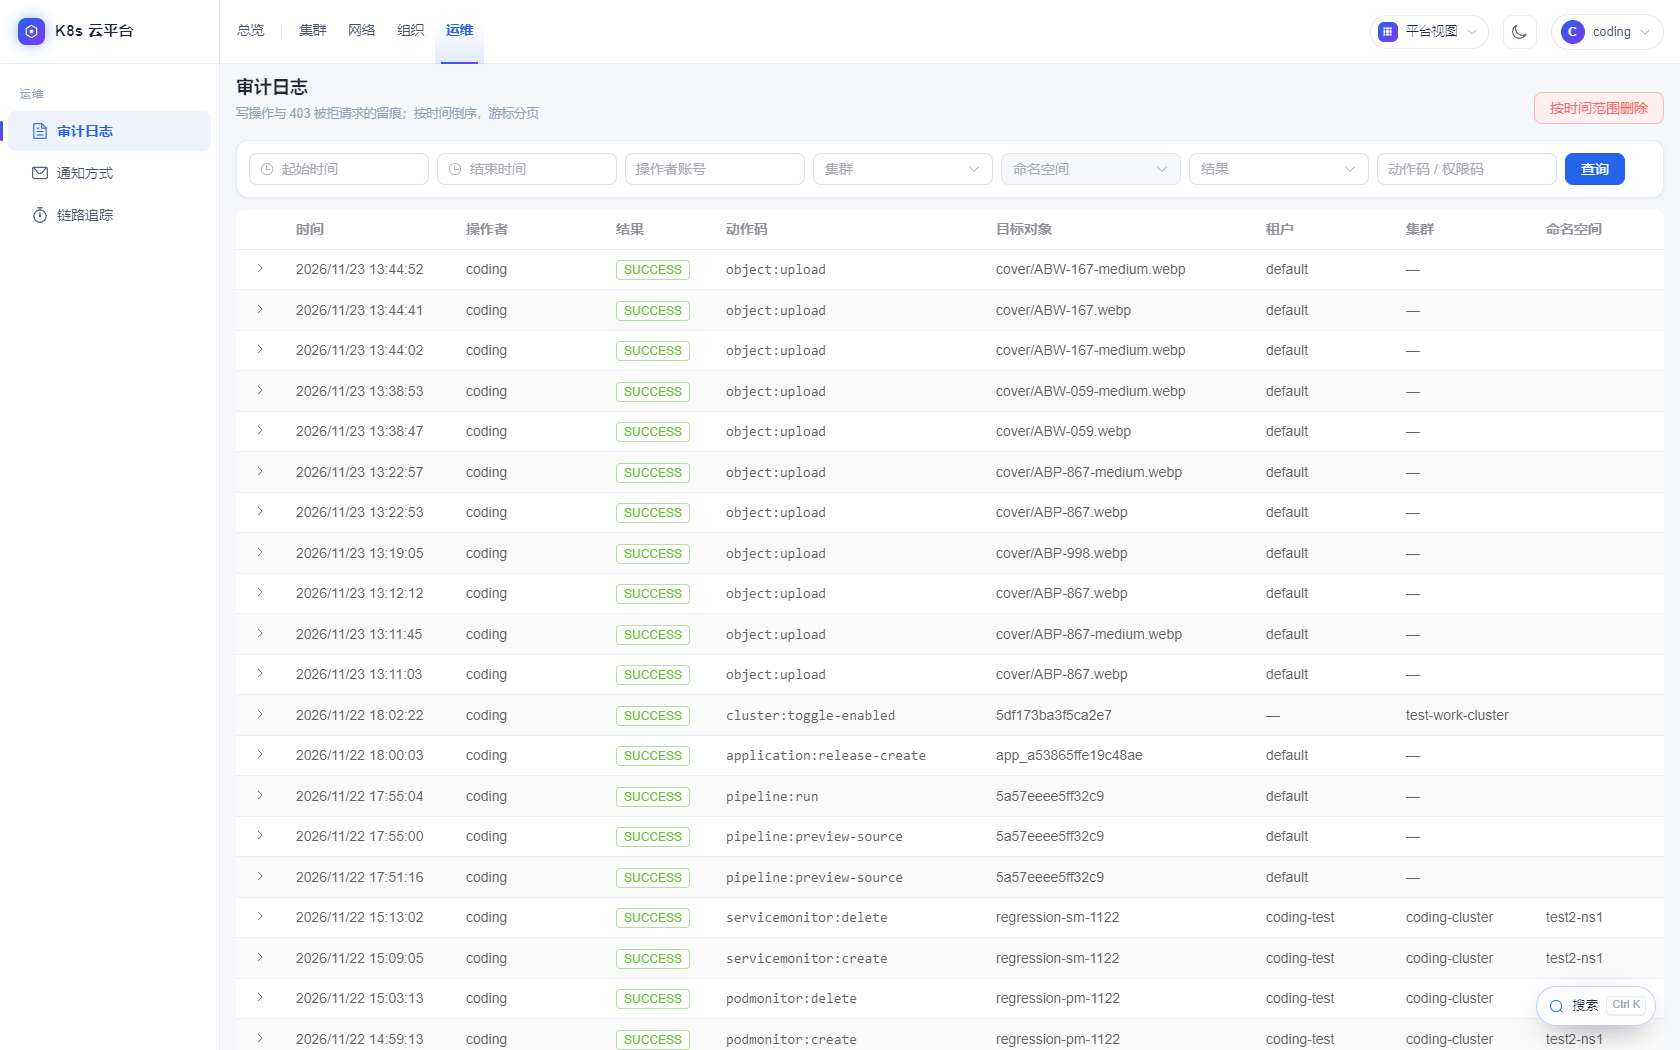 K8s 云平台
总览 集群 网络 组织 运维
平台视图
C coding
运维
审计日志
通知方式
链路追踪
审计日志
写操作与 403 被拒请求的留痕；按时间倒序，游标分页
按时间范围删除
起始时间 结束时间 操作者账号 集群 命名空间 结果 动作码 / 权限码 查询
时间 操作者 结果 动作码 目标对象 租户 集群 命名空间
2026/11/23 13:44:52 coding SUCCESS object:upload cover/ABW-167-medium.webp default —
2026/11/23 13:44:41 coding SUCCESS object:upload cover/ABW-167.webp default —
2026/11/23 13:44:02 coding SUCCESS object:upload cover/ABW-167-medium.webp default —
2026/11/23 13:38:53 coding SUCCESS object:upload cover/ABW-059-medium.webp default —
2026/11/23 13:38:47 coding SUCCESS object:upload cover/ABW-059.webp default —
2026/11/23 13:22:57 coding SUCCESS object:upload cover/ABP-867-medium.webp default —
2026/11/23 13:22:53 coding SUCCESS object:upload cover/ABP-867.webp default —
2026/11/23 13:19:05 coding SUCCESS object:upload cover/ABP-998.webp default —
2026/11/23 13:12:12 coding SUCCESS object:upload cover/ABP-867.webp default —
2026/11/23 13:11:45 coding SUCCESS object:upload cover/ABP-867-medium.webp default —
2026/11/23 13:11:03 coding SUCCESS object:upload cover/ABP-867.webp default —
2026/11/22 18:02:22 coding SUCCESS cluster:toggle-enabled 5df173ba3f5ca2e7 — test-work-cluster
2026/11/22 18:00:03 coding SUCCESS application:release-create app_a53865ffe19c48ae default —
2026/11/22 17:55:04 coding SUCCESS pipeline:run 5a57eeee5ff32c9 default —
2026/11/22 17:55:00 coding SUCCESS pipeline:preview-source 5a57eeee5ff32c9 default —
2026/11/22 17:51:16 coding SUCCESS pipeline:preview-source 5a57eeee5ff32c9 default —
2026/11/22 15:13:02 coding SUCCESS servicemonitor:delete regression-sm-1122 coding-test coding-cluster test2-ns1
2026/11/22 15:09:05 coding SUCCESS servicemonitor:create regression-sm-1122 coding-test coding-cluster test2-ns1
2026/11/22 15:03:13 coding SUCCESS podmonitor:delete regression-pm-1122 coding-test coding-cluster
搜索 Ctrl K
2026/11/22 14:59:13 coding SUCCESS podmonitor:create regression-pm-1122 coding-test coding-cluster test2-ns1